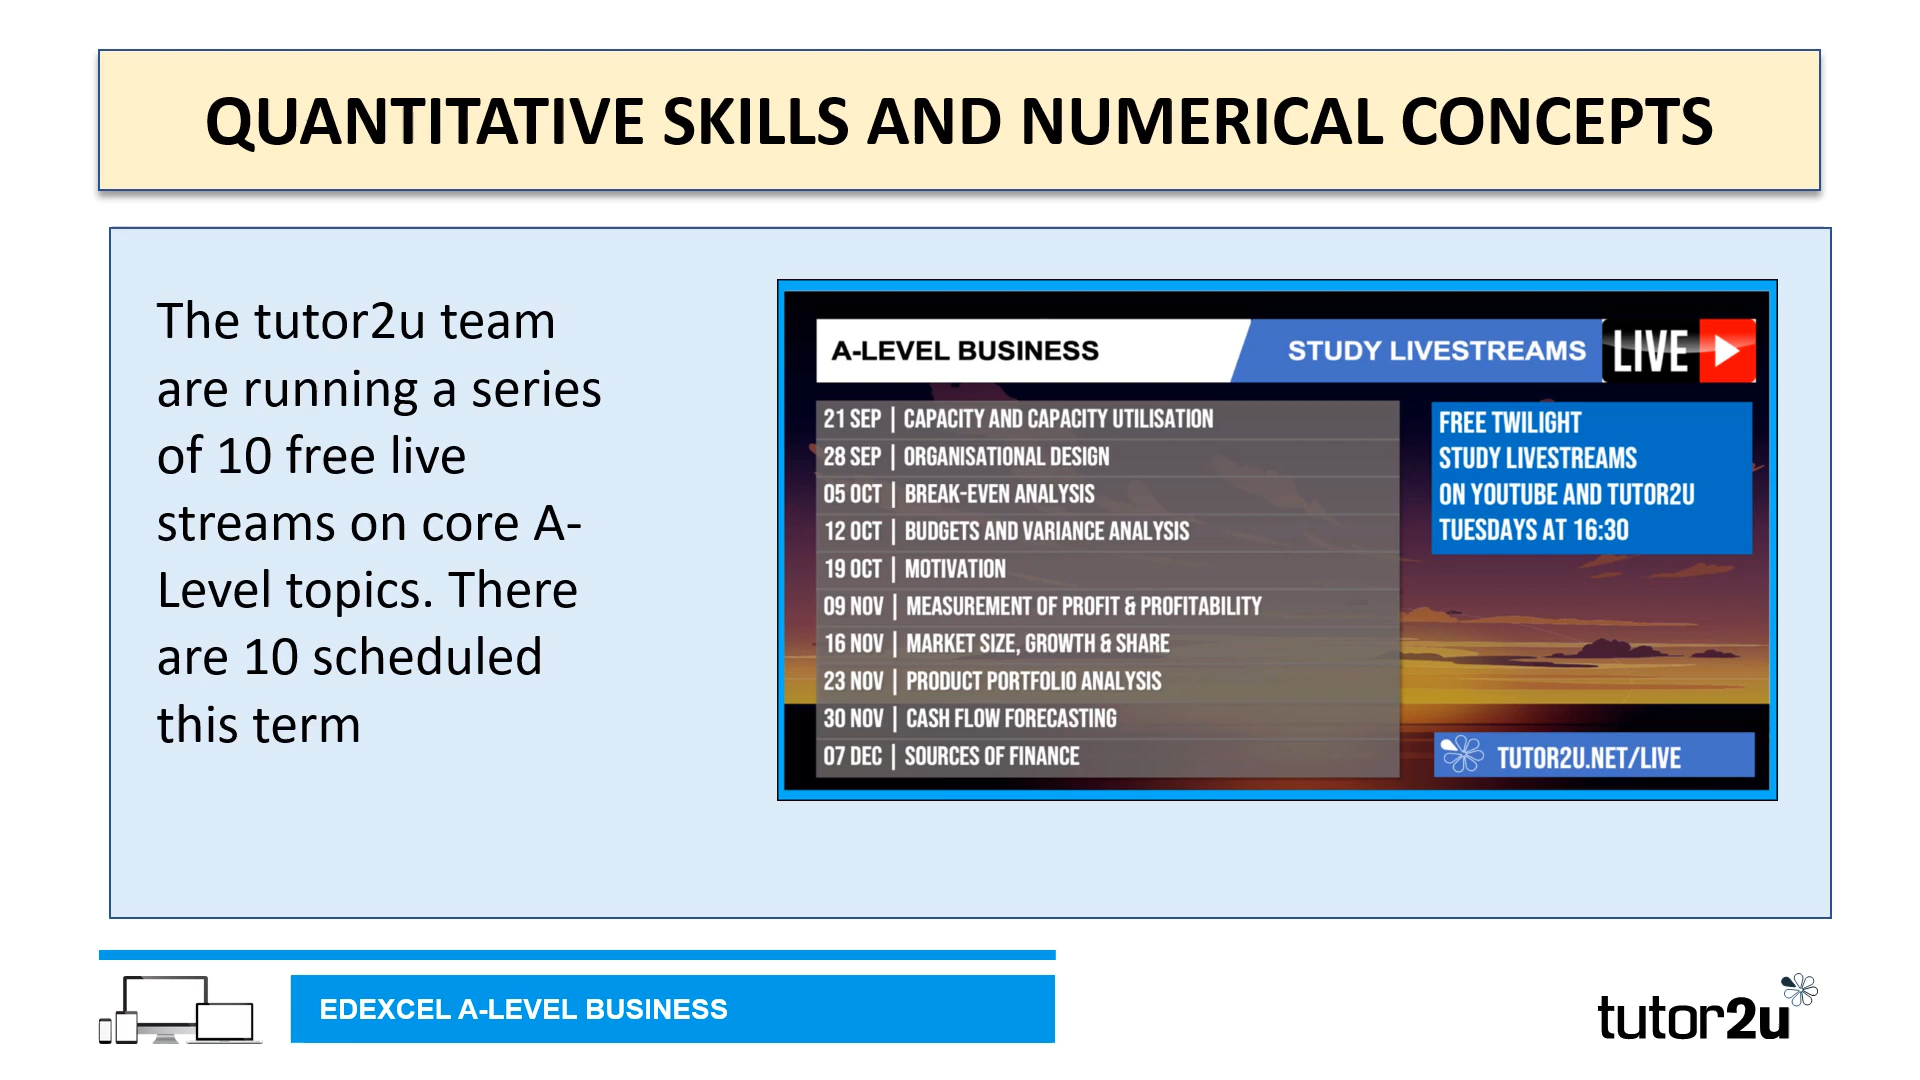 QUANTITATIVE SKILLS AND NUMERICAL CONCEPTS
The tutor2u team
are running a series
of 10 free live
streams on core A-
Level topics. There
are 10 scheduled
this term
A-LEVEL BUSINESS
STUDY LIVESTREAMS
LIVE
21 SEP | CAPACITY AND CAPACITY UTILISATION
28 SEP | ORGANISATIONAL DESIGN
05 OCT | BREAK-EVEN ANALYSIS
12 OCT | BUDGETS AND VARIANCE ANALYSIS
19 OCT | MOTIVATION
09 NOV | MEASUREMENT OF PROFIT & PROFITABILITY
16 NOV | MARKET SIZE, GROWTH & SHARE
23 NOV | PRODUCT PORTFOLIO ANALYSIS
30 NOV | CASH FLOW FORECASTING
07 DEC | SOURCES OF FINANCE
FREE TWILIGHT
STUDY LIVESTREAMS
ON YOUTUBE AND TUTOR2U
TUESDAYS AT 16:30
TUTOR2U.NET/LIVE
EDEXCEL A-LEVEL BUSINESS
tutor2u